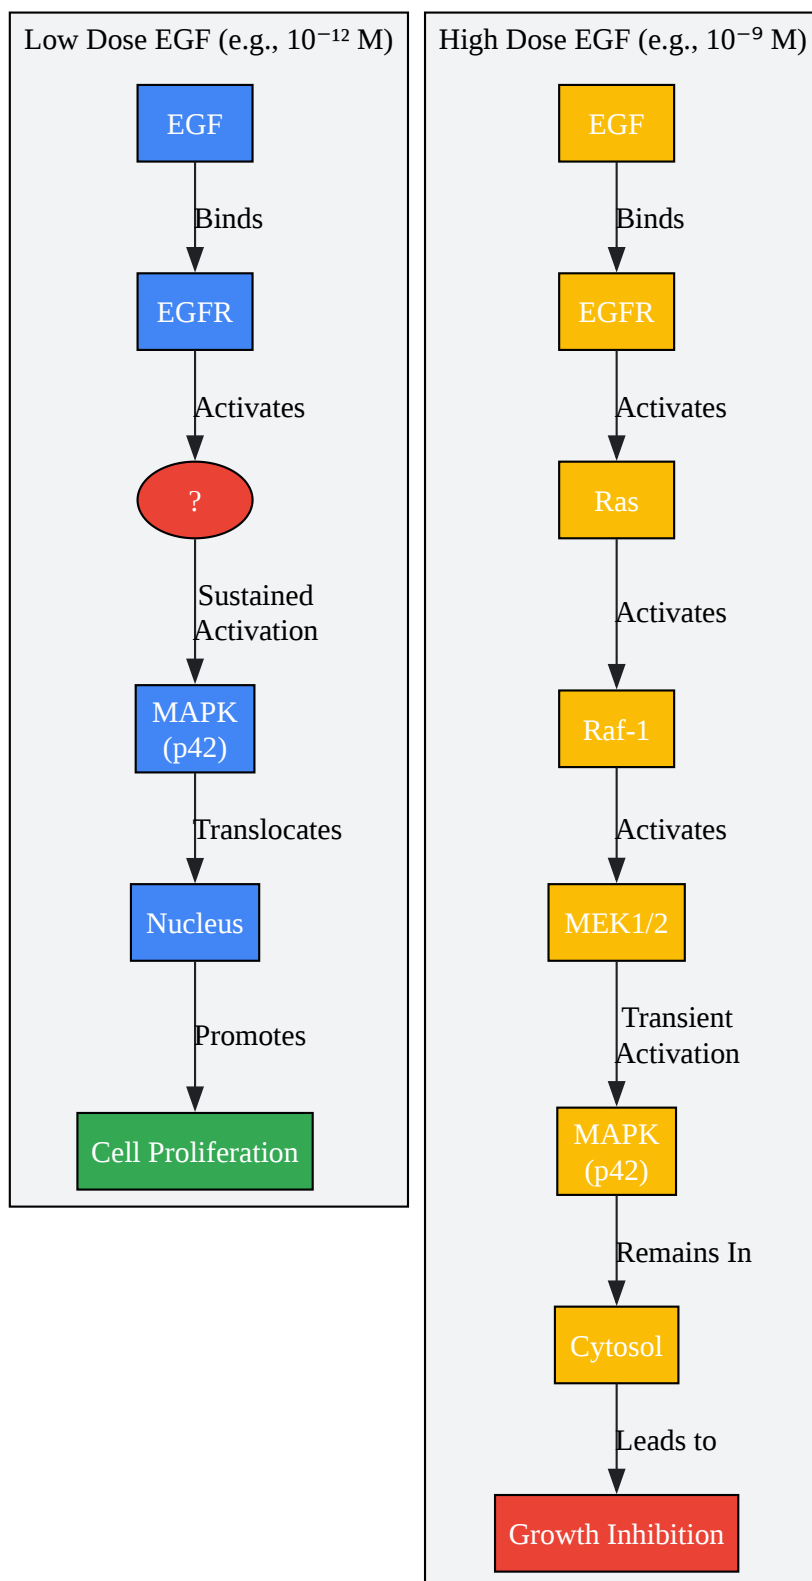 Low Dose EGF (e.g., 10⁻¹² M)
EGF
Binds
EGFR
Activates
?
Sustained
Activation
MAPK
(p42)
Translocates
Nucleus
Promotes
Cell Proliferation
High Dose EGF (e.g., 10⁻⁹ M)
EGF
Binds
EGFR
Activates
Ras
Activates
Raf-1
Activates
MEK1/2
Transient
Activation
MAPK
(p42)
Remains In
Cytosol
Leads to
Growth Inhibition